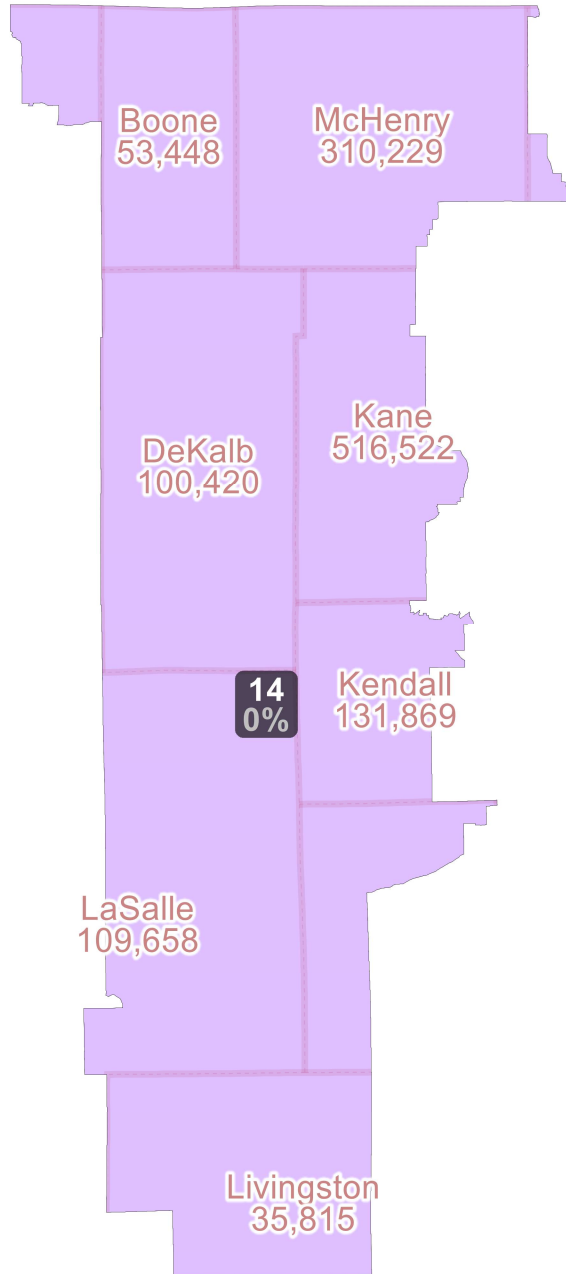 Boone
53,448
McHenry
310,229
Kane
516,522
DeKalb
100,420
14
0%
Kendall
131,869
LaSalle
109,658
Livingston
35,815